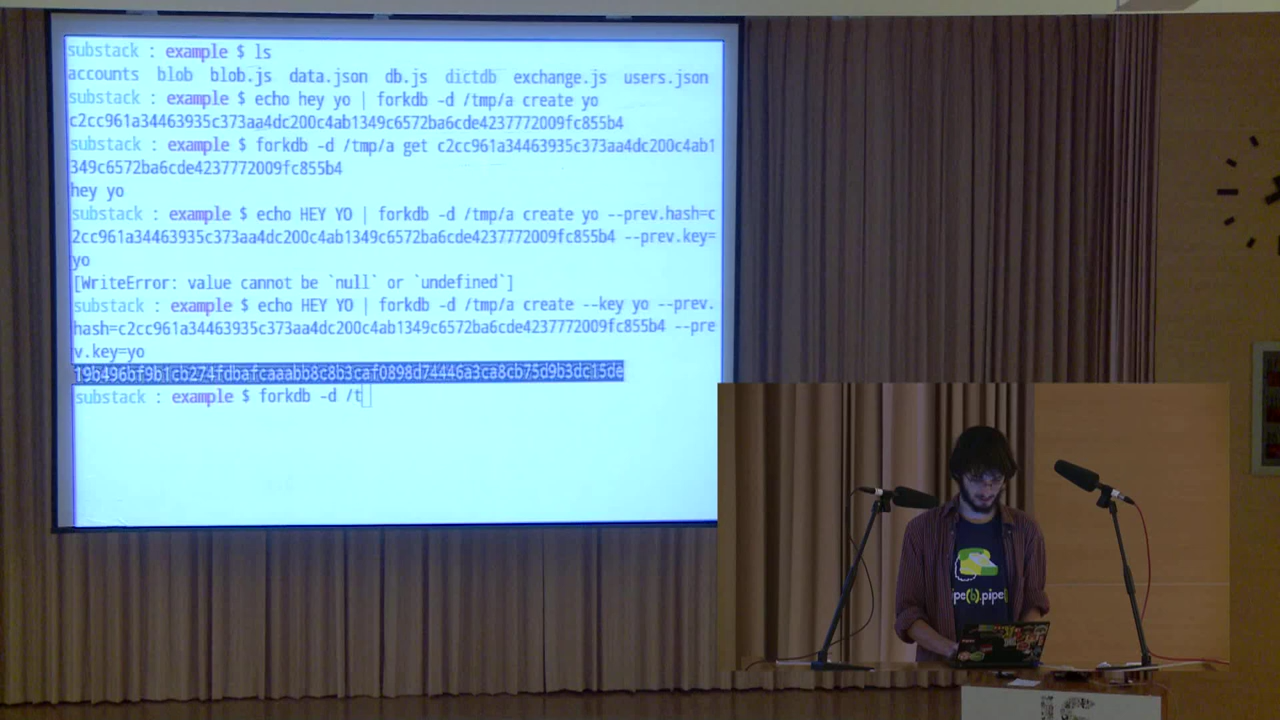 substack : example $ ls
accounts blob blob.js data.json db.js dictdb exchange.js users.json
substack : example $ echo hey yo | forkdb -d /tmp/a create yo
c2cc961a34463935c373aa4dc200c4ab1349c6572ba6cde4237772009fc855b4
substack : example $ forkdb -d /tmp/a get c2cc961a34463935c373aa4dc200c4ab1
349c6572ba6cde4237772009fc855b4
hey yo
substack : example $ echo HEY YO | forkdb -d /tmp/a create yo --prev.hash=c
2cc961a34463935c373aa4dc200c4ab1349c6572ba6cde4237772009fc855b4 --prev.key=
yo
[WriteError: value cannot be `null` or `undefined`]
substack : example $ echo HEY YO | forkdb -d /tmp/a create --key yo --prev.
hash=c2cc961a34463935c373aa4dc200c4ab1349c6572ba6cde4237772009fc855b4 --pre
v.key=yo
19b496bf9b1cb274fdbafcaaabb8c8b3caf0898d74446a3ca8cb75d9b3dc15de
substack : example $ forkdb -d /t
pe(b).pipe